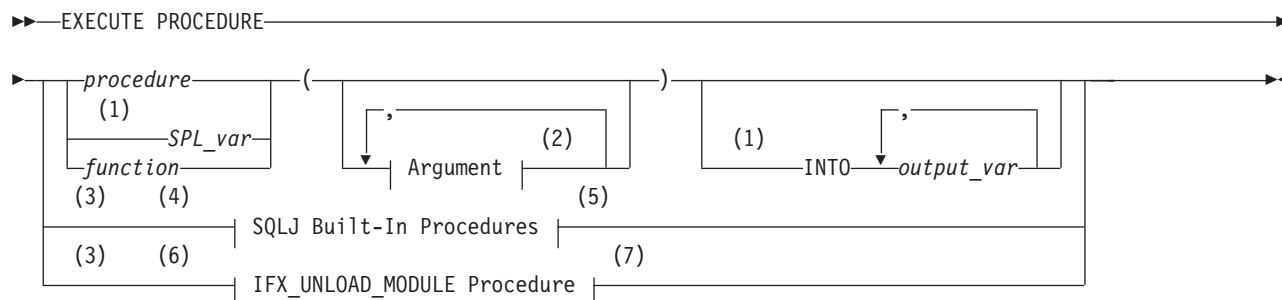 EXECUTE PROCEDURE
procedure ( )
(1) , ,
SPL_var (2) (1)
function Argument INTO output_var
(3) (4) (5)
SQLJ Built-In Procedures
(3) (6) (7)
IFX_UNLOAD_MODULE Procedure